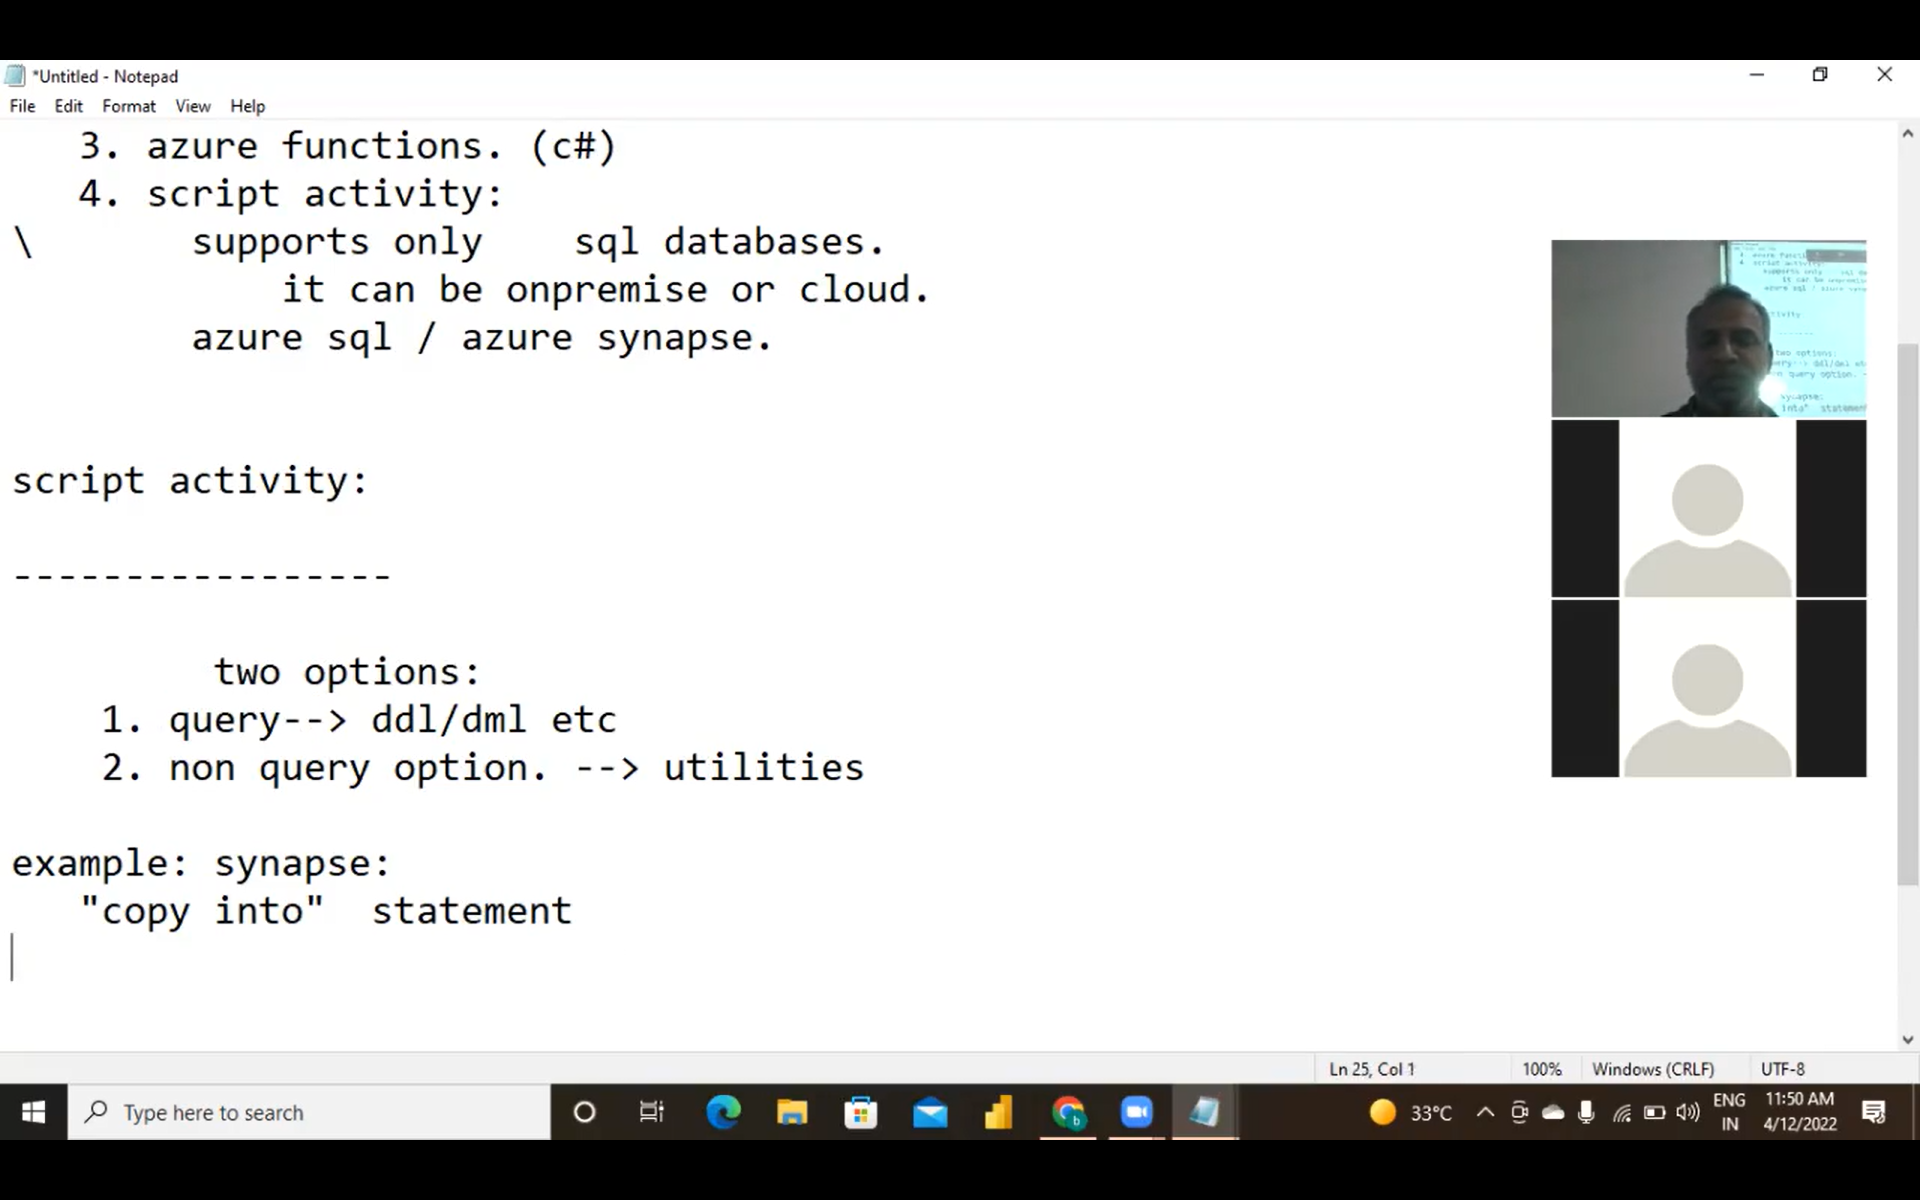 *Untitled - Notepad
File Edit Format View Help
3. azure functions. (c#)
4. script activity:
\ supports only sql databases.
it can be onpremise or cloud.
azure sql / azure synapse.
script activity:
-----------------
two options:
1. query--> ddl/dml etc
2. non query option. --> utilities
example: synapse:
"copy into" statement
Ln 25, Col 1 100% Windows (CRLF) UTF-8
Type here to search
33°C
ENG
IN
11:50 AM
4/12/2022